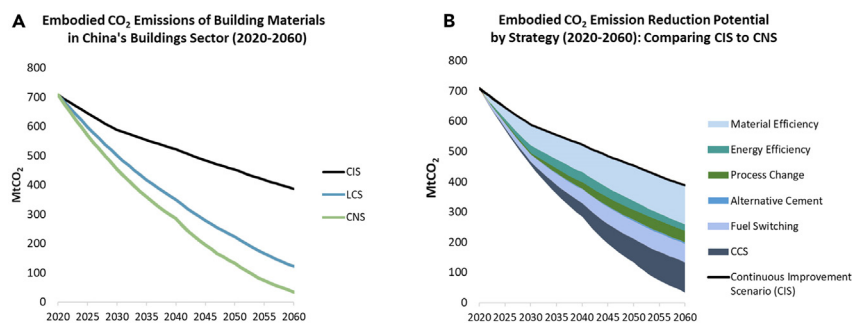 A
Embodied CO₂ Emissions of Building Materials
in China's Buildings Sector (2020-2060)
MtCO₂
800
700
600
500
400
300
200
100
0
2020 2025 2030 2035 2040 2045 2050 2055 2060
CIS
LCS
CNS
B
Embodied CO₂ Emission Reduction Potential
by Strategy (2020-2060): Comparing CIS to CNS
MtCO₂
800
700
600
500
400
300
200
100
0
2020 2025 2030 2035 2040 2045 2050 2055 2060
Material Efficiency
Energy Efficiency
Process Change
Alternative Cement
Fuel Switching
CCS
Continuous Improvement
Scenario (CIS)